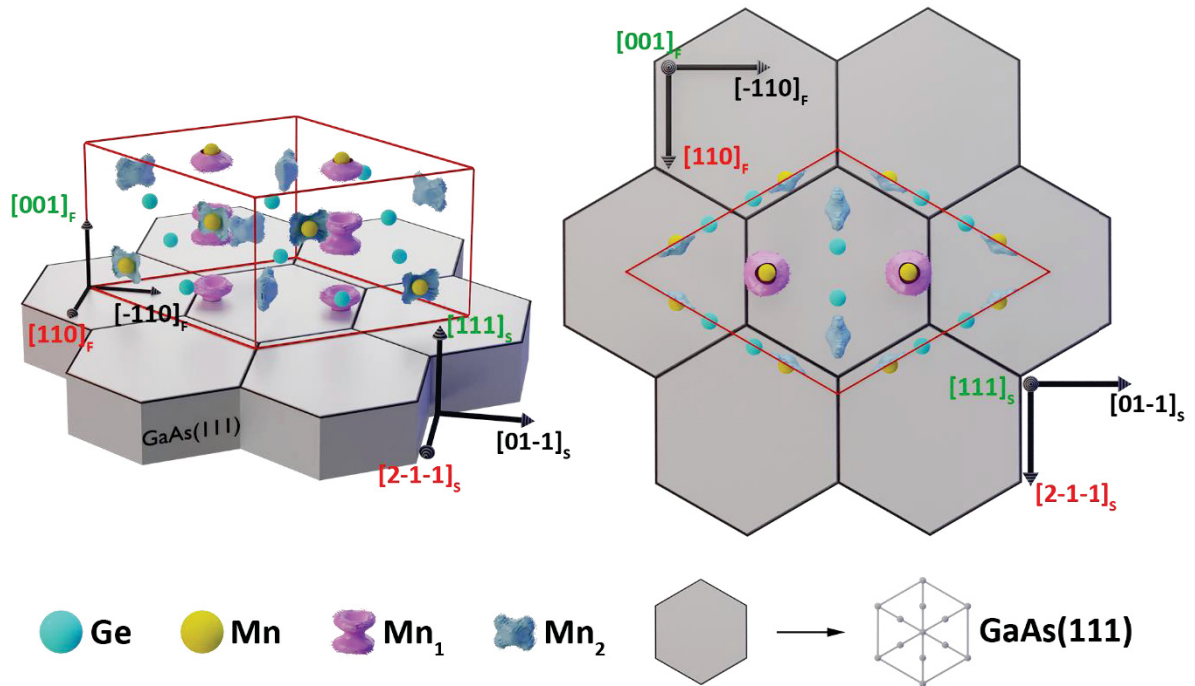 [001]F
[-110]F
[110]F
[001]F
[110]F
[-110]F
[111]S
[01-1]S
[2-1-1]S
GaAs(111)
[111]S
[01-1]S
[2-1-1]S
Ge
Mn
Mn1
Mn2
GaAs(111)